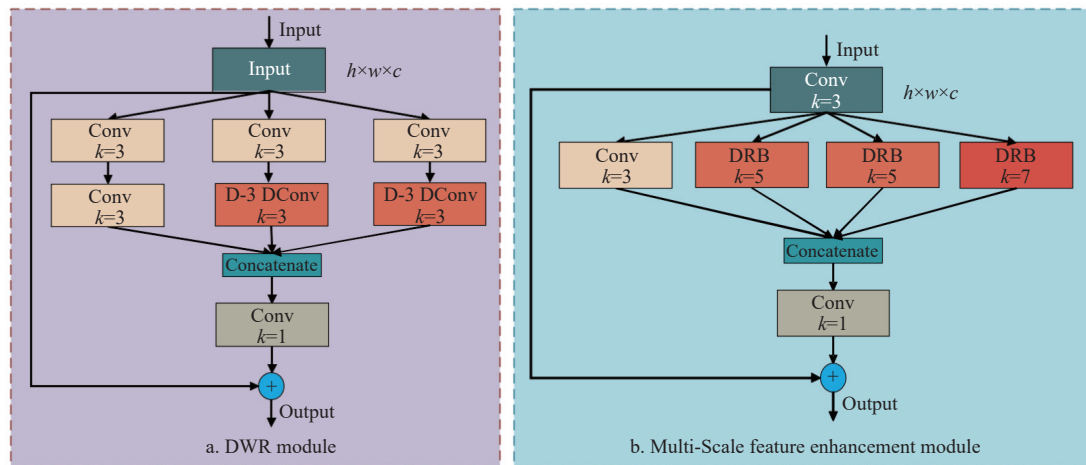 Input
Input
h×w×c
Conv
k=3
Conv
k=3
Conv
k=3
Conv
k=3
D-3 DConv
k=3
D-3 DConv
k=3
Concatenate
Conv
k=1
+
Output
a. DWR module
Input
Conv
k=3
h×w×c
Conv
k=3
DRB
k=5
DRB
k=5
DRB
k=7
Concatenate
Conv
k=1
+
Output
b. Multi-Scale feature enhancement module